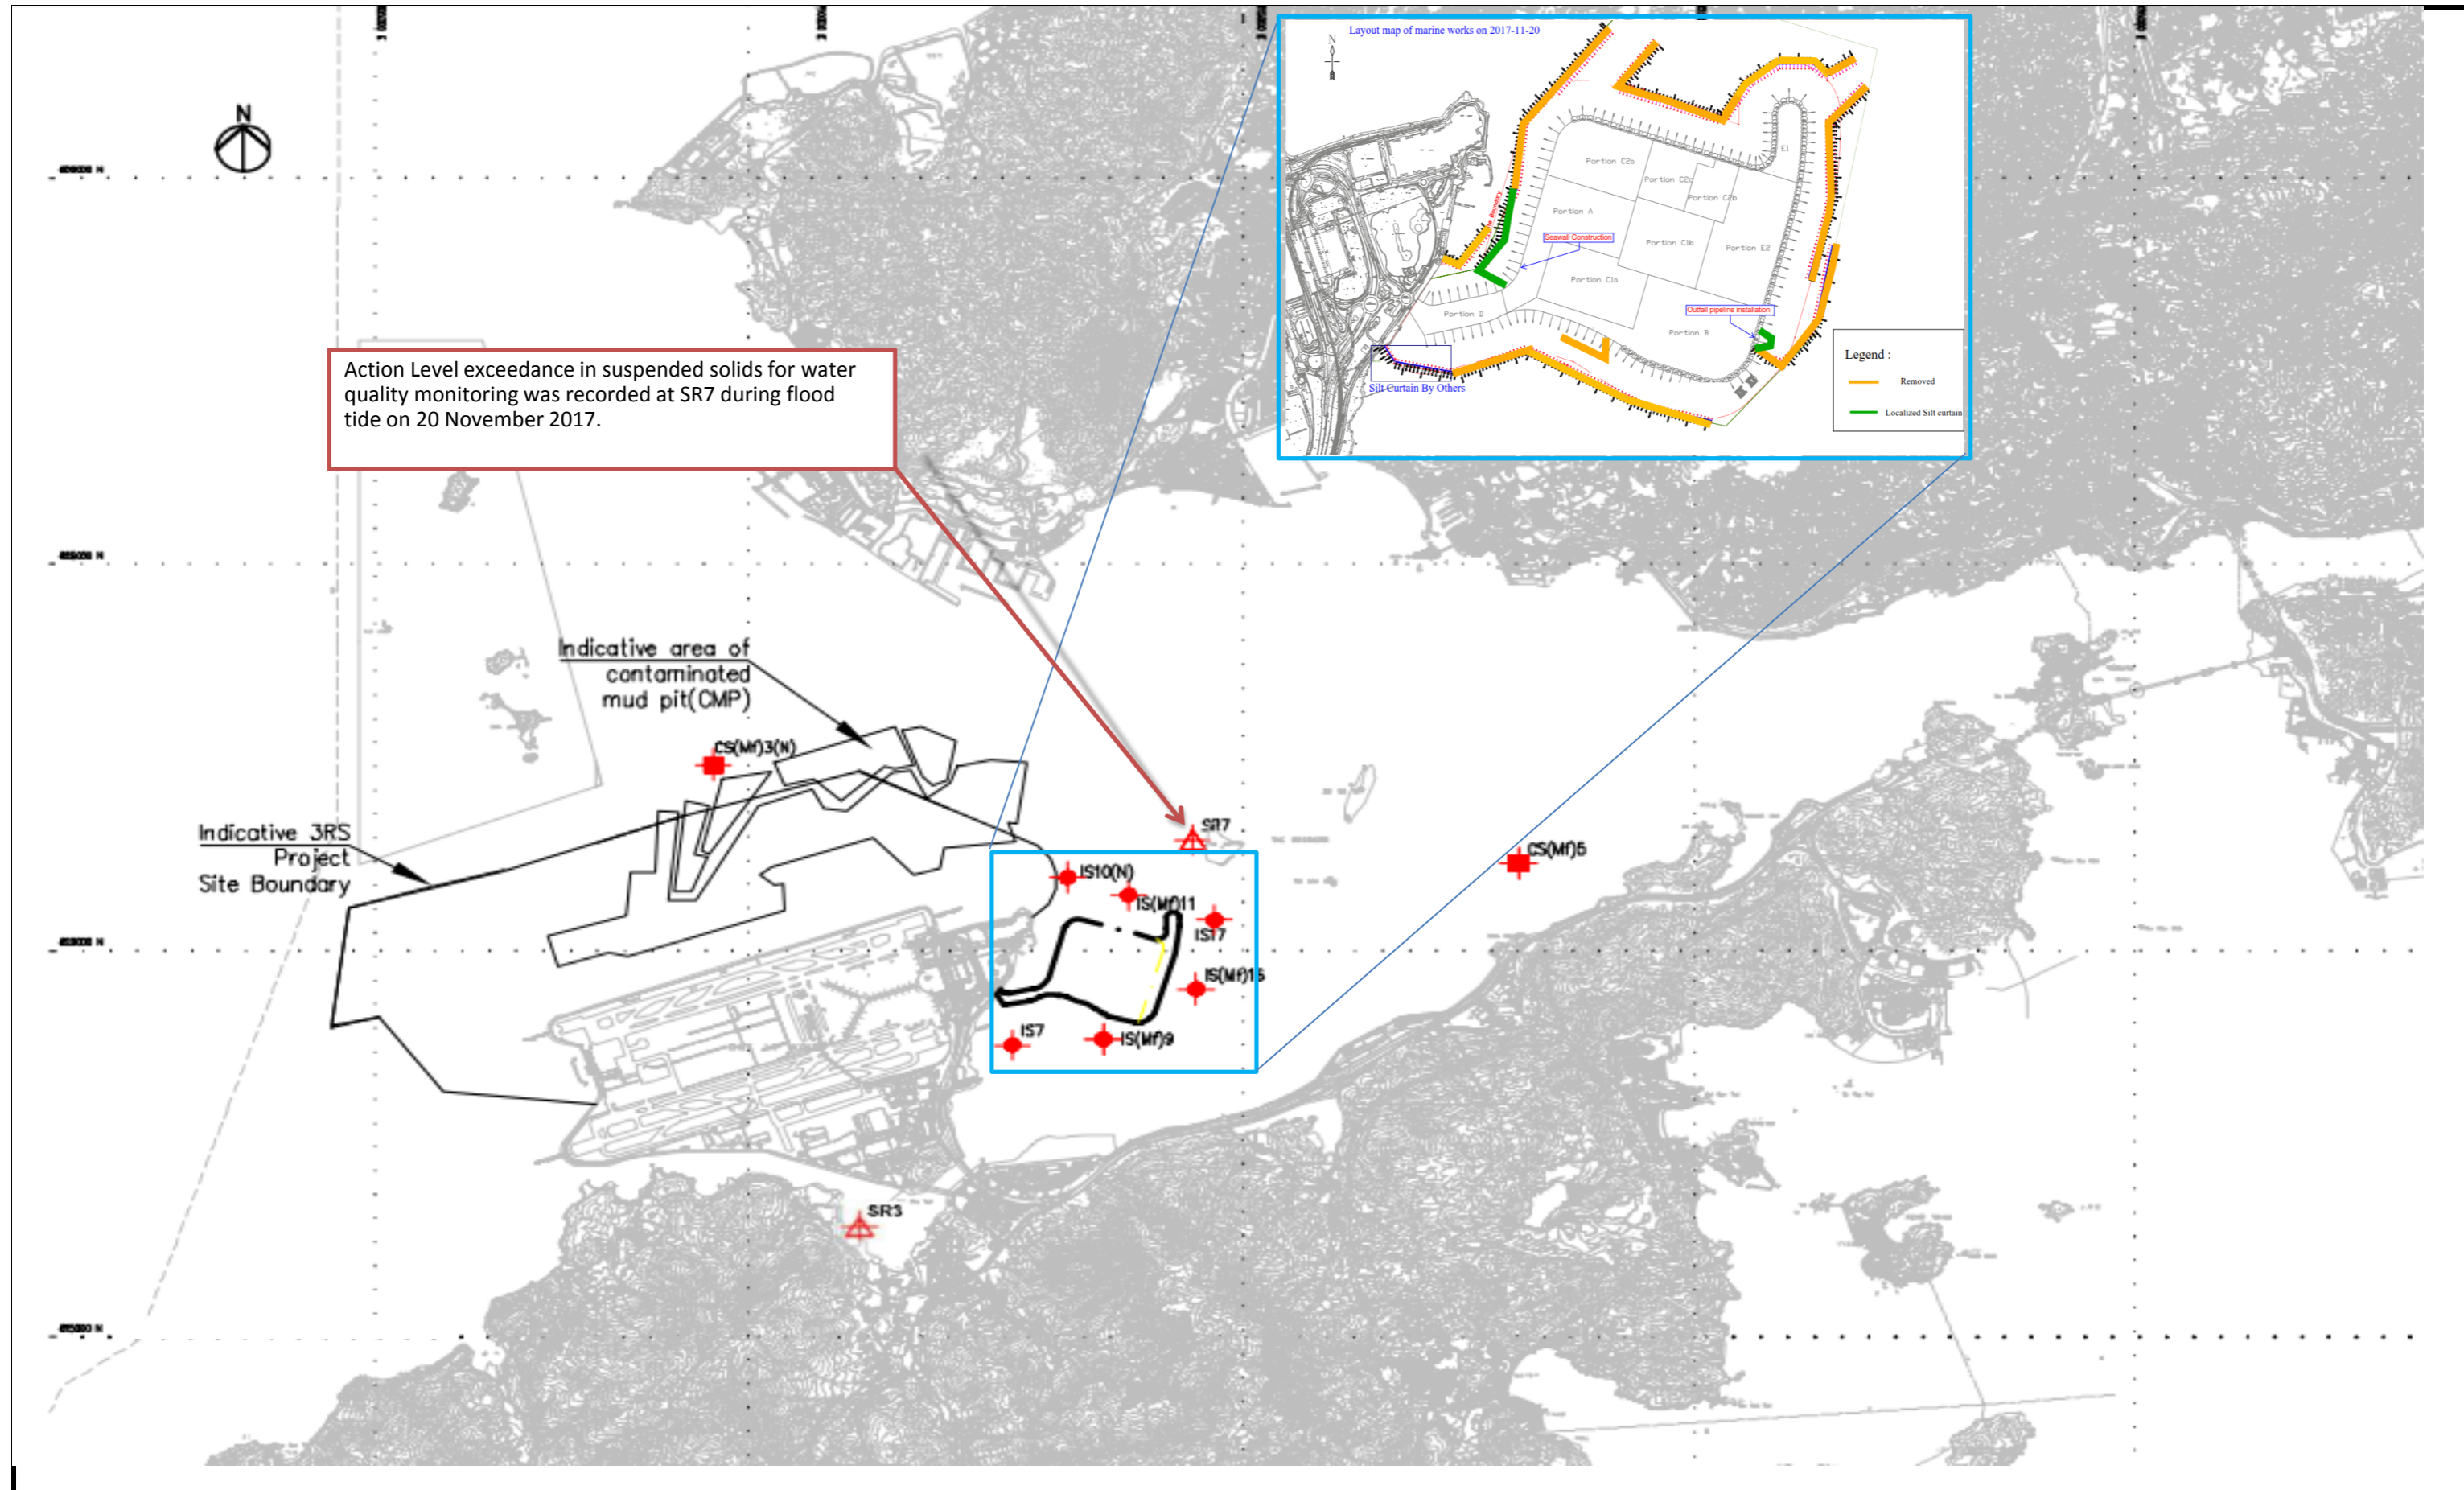 Layout map of marine works on 2017-11-20
N
N
Portion C2a
E1
Portion C2c
Portion C2b
Portion A
Boundary
Seawall Construction
Portion C1b
Portion E2
Portion C1a
Outfall pipeline installation
Portion D
Portion B
Silt Curtain By Others
Legend :
Removed
Localized Silt curtain
Action Level exceedance in suspended solids for water
quality monitoring was recorded at SR7 during flood
tide on 20 November 2017.
Indicative area of
contaminated
mud pit(CMP)
CS(Mf)3(N)
Indicative 3RS
Project
Site Boundary
SR7
CS(Mf)5
IS10(N)
IS(Mf)11
IS17
IS(Mf)16
IS7
IS(Mf)9
SR3